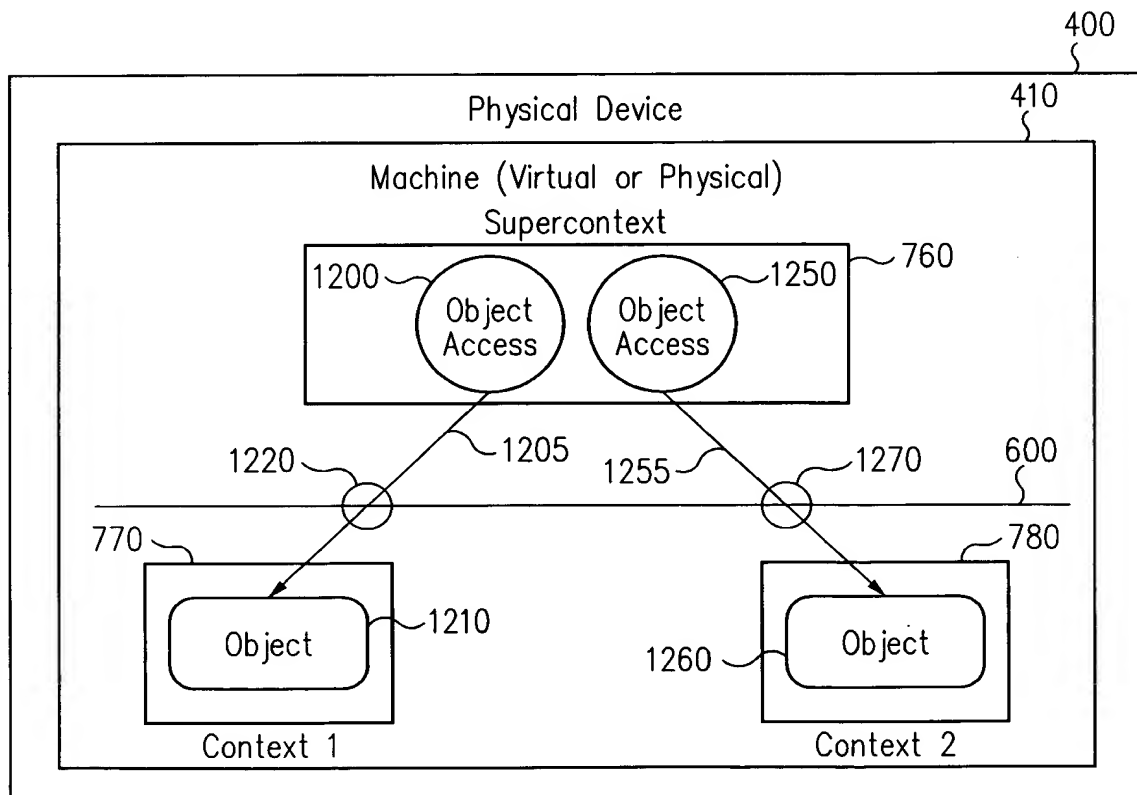 400
Physical Device
410
Machine (Virtual or Physical)
Supercontext
760
1200
1250
Object
Access
Object
Access
1220
1205
1255
1270
600
770
780
Object
1210
1260
Object
Context 1
Context 2